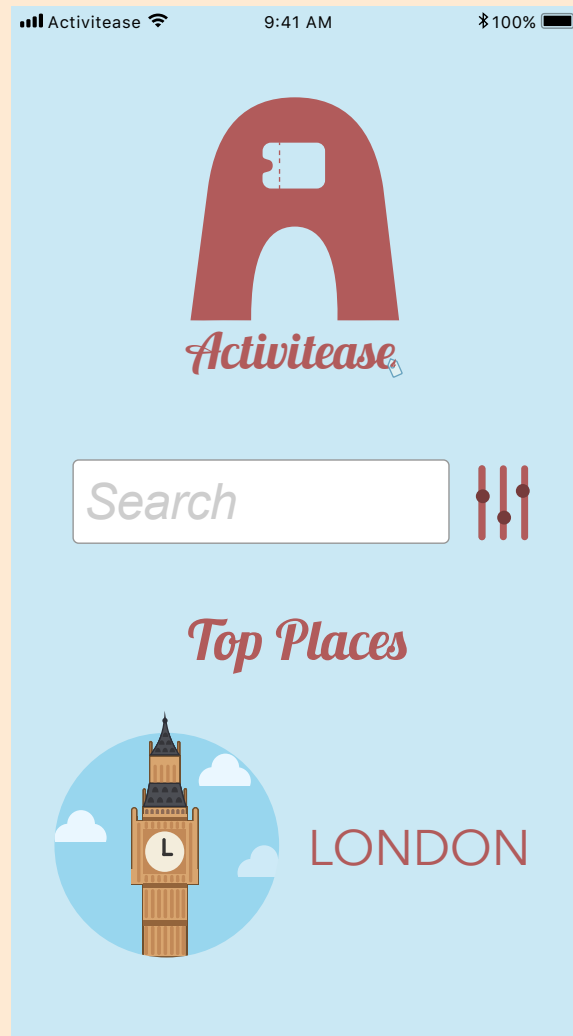 Activitease 9:41 AM 100%
Activitease
Search
Top Places
LONDON